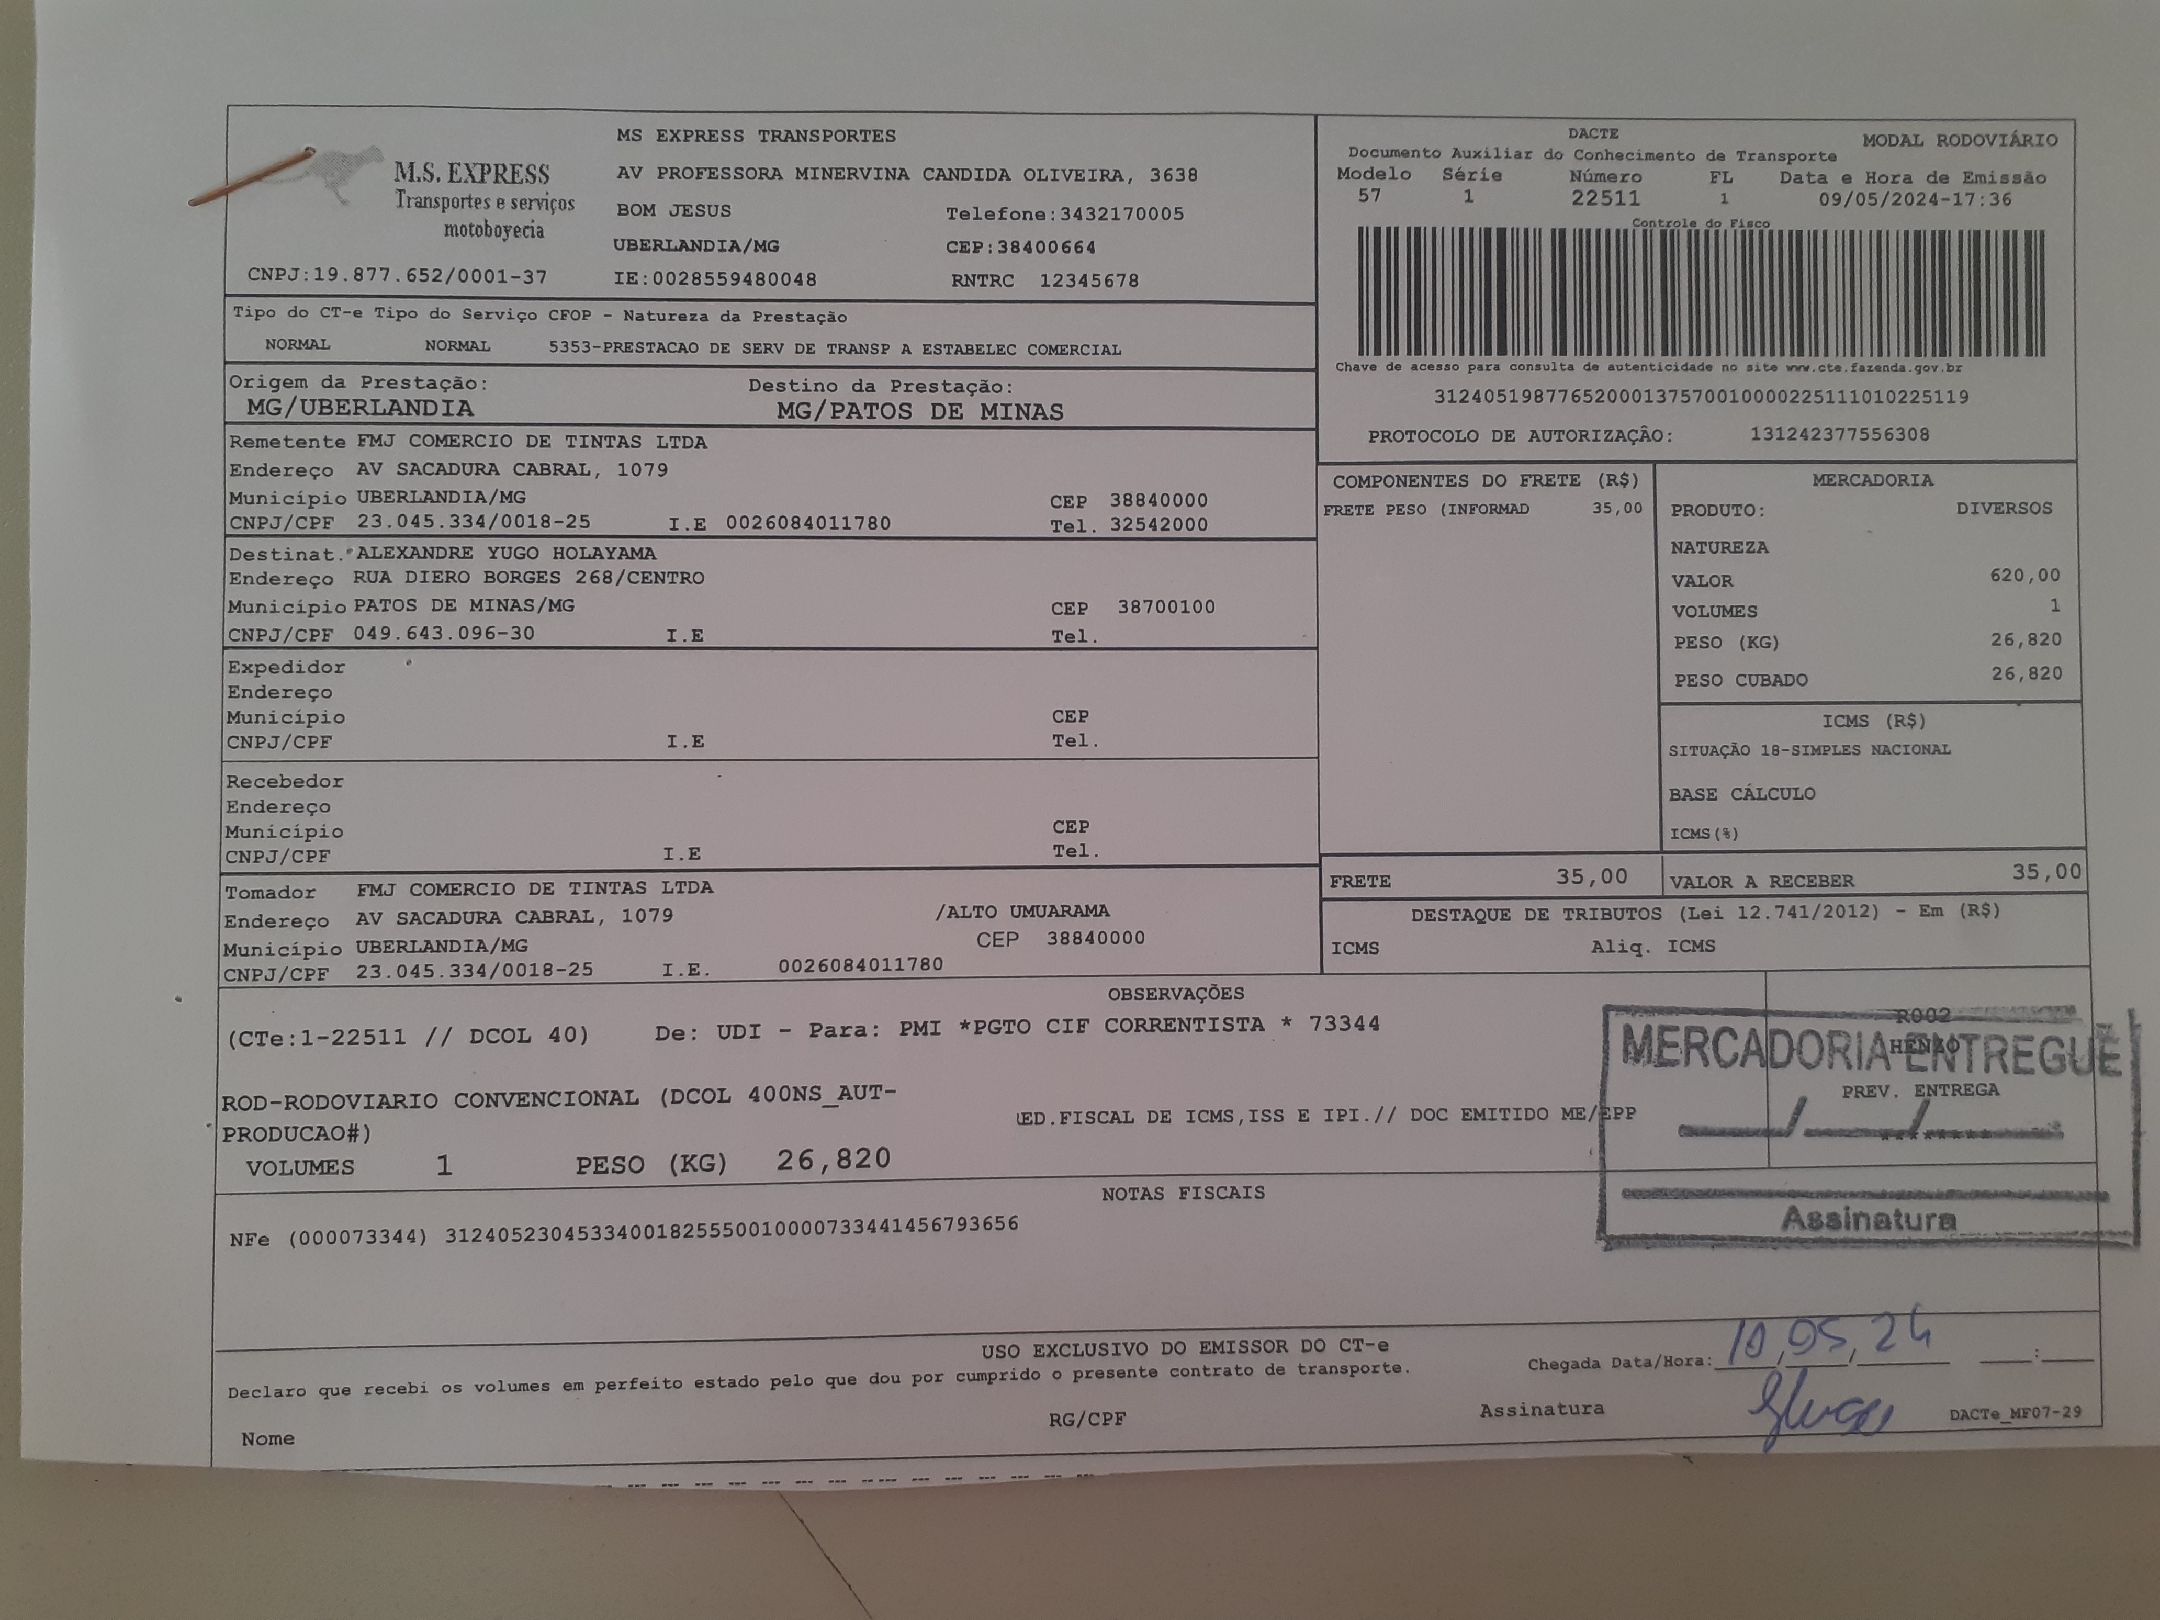 M.S. EXPRESS
Transportes e serviços
motoboyecia
MS EXPRESS TRANSPORTES
AV PROFESSORA MINERVINA CANDIDA OLIVEIRA, 3638
BOM JESUS Telefone:3432170005
UBERLANDIA/MG CEP:38400664
CNPJ:19.877.652/0001-37 IE:0028559480048 RNTRC 12345678
DACTE MODAL RODOVIÁRIO
Documento Auxiliar do Conhecimento de Transporte
Modelo Série Número FL Data e Hora de Emissão
57 1 22511 1 09/05/2024-17:36
Controle do Fisco
Chave de acesso para consulta de autenticidade no site www.cte.fazenda.gov.br
31240519877652000137570010000225111010225119
PROTOCOLO DE AUTORIZAÇÃO: 131242377556308
Tipo do CT-e Tipo do Serviço CFOP - Natureza da Prestação
NORMAL NORMAL 5353-PRESTACAO DE SERV DE TRANSP A ESTABELEC COMERCIAL
Origem da Prestação: Destino da Prestação:
MG/UBERLANDIA MG/PATOS DE MINAS
Remetente FMJ COMERCIO DE TINTAS LTDA
Endereço AV SACADURA CABRAL, 1079
Município UBERLANDIA/MG CEP 38840000
CNPJ/CPF 23.045.334/0018-25 I.E 0026084011780 Tel. 32542000
Destinat. ALEXANDRE YUGO HOLAYAMA
Endereço RUA DIERO BORGES 268/CENTRO
Município PATOS DE MINAS/MG CEP 38700100
CNPJ/CPF 049.643.096-30 I.E Tel.
Expedidor
Endereço
Município CEP
CNPJ/CPF I.E Tel.
Recebedor
Endereço
Município CEP
CNPJ/CPF I.E Tel.
Tomador FMJ COMERCIO DE TINTAS LTDA
Endereço AV SACADURA CABRAL, 1079 /ALTO UMUARAMA
Município UBERLANDIA/MG CEP 38840000
CNPJ/CPF 23.045.334/0018-25 I.E. 0026084011780
COMPONENTES DO FRETE (R$)
FRETE PESO (INFORMAD 35,00
MERCADORIA
PRODUTO: DIVERSOS
NATUREZA
VALOR 620,00
VOLUMES 1
PESO (KG) 26,820
PESO CUBADO 26,820
ICMS (R$)
SITUAÇÃO 18-SIMPLES NACIONAL
BASE CÁLCULO
ICMS(%)
FRETE 35,00 VALOR A RECEBER 35,00
DESTAQUE DE TRIBUTOS (Lei 12.741/2012) - Em (R$)
ICMS Aliq. ICMS
OBSERVAÇÕES
(CTe:1-22511 // DCOL 40) De: UDI - Para: PMI *PGTO CIF CORRENTISTA * 73344
ROD-RODOVIARIO CONVENCIONAL (DCOL 400NS_AUT-
PRODUCAO#)
ED.FISCAL DE ICMS,ISS E IPI.// DOC EMITIDO ME/EPP
VOLUMES 1 PESO (KG) 26,820
R002
PREV. ENTREGA
********
MERCADORIA ENTREGUE
Assinatura
NOTAS FISCAIS
NFe (000073344) 31240523045334001825550010000733441456793656
USO EXCLUSIVO DO EMISSOR DO CT-e
Declaro que recebi os volumes em perfeito estado pelo que dou por cumprido o presente contrato de transporte.
Chegada Data/Hora: 10,05,24 :
Nome RG/CPF Assinatura DACTe_MF07-29